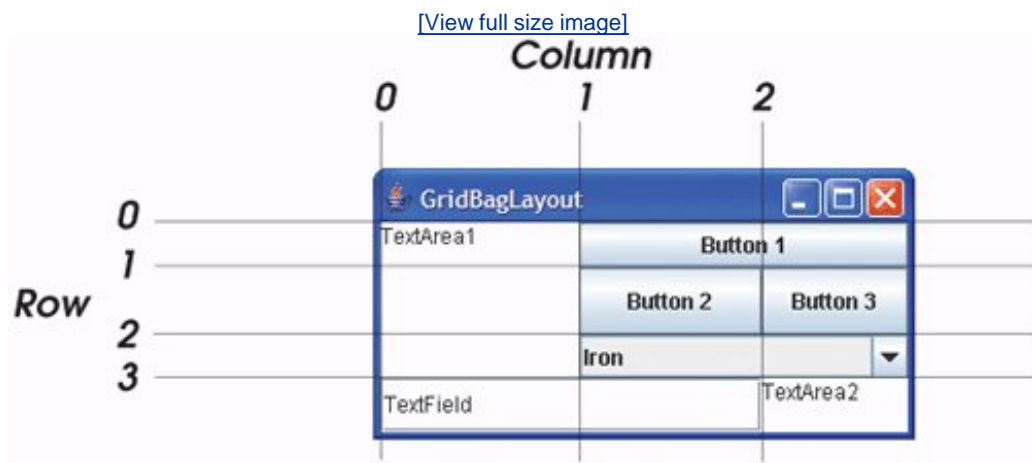 [View full size image]
Column
0 1 2
GridBagLayout
0
TextArea1 Button 1
1
Row
Button 2 Button 3
2
Iron
3
TextField TextArea2